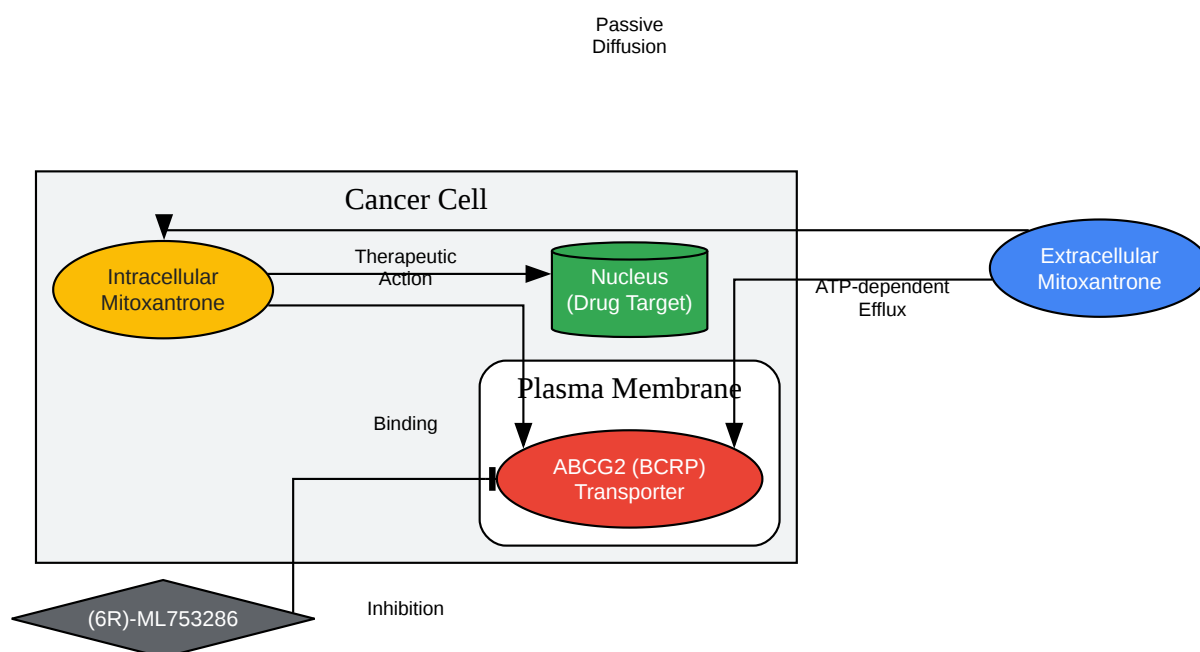 Passive
Diffusion
Cancer Cell
Intracellular
Mitoxantrone
Therapeutic
Action
Nucleus
(Drug Target)
Extracellular
Mitoxantrone
ATP-dependent
Efflux
Plasma Membrane
Binding
ABCG2 (BCRP)
Transporter
(6R)-ML753286
Inhibition